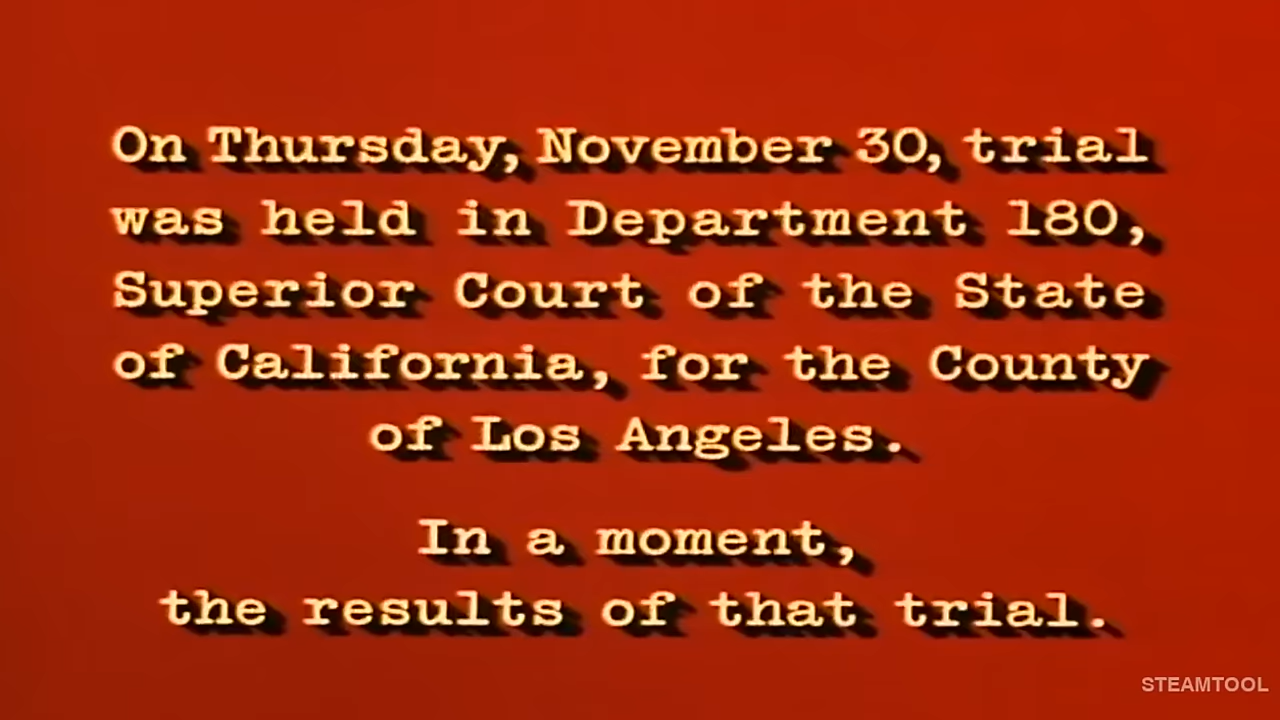 On Thursday, November 30, trial
was held in Department 180,
Superior Court of the State
of California, for the County
of Los Angeles.
In a moment,
the results of that trial.
STEAMTOOL